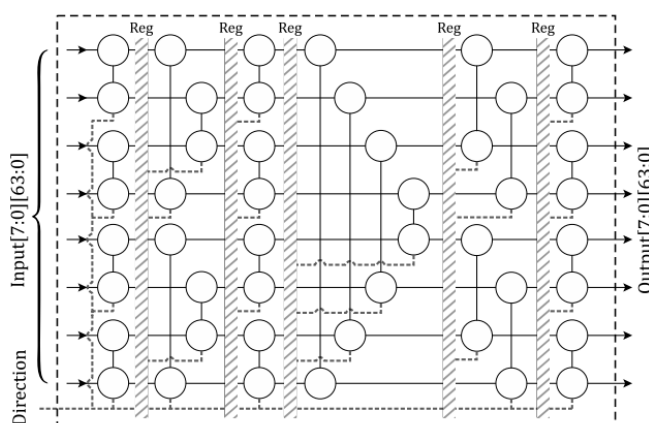 Reg
Reg
Reg
Reg
Reg
Input[7:0][63:0]
Output[7:0][63:0]
Direction